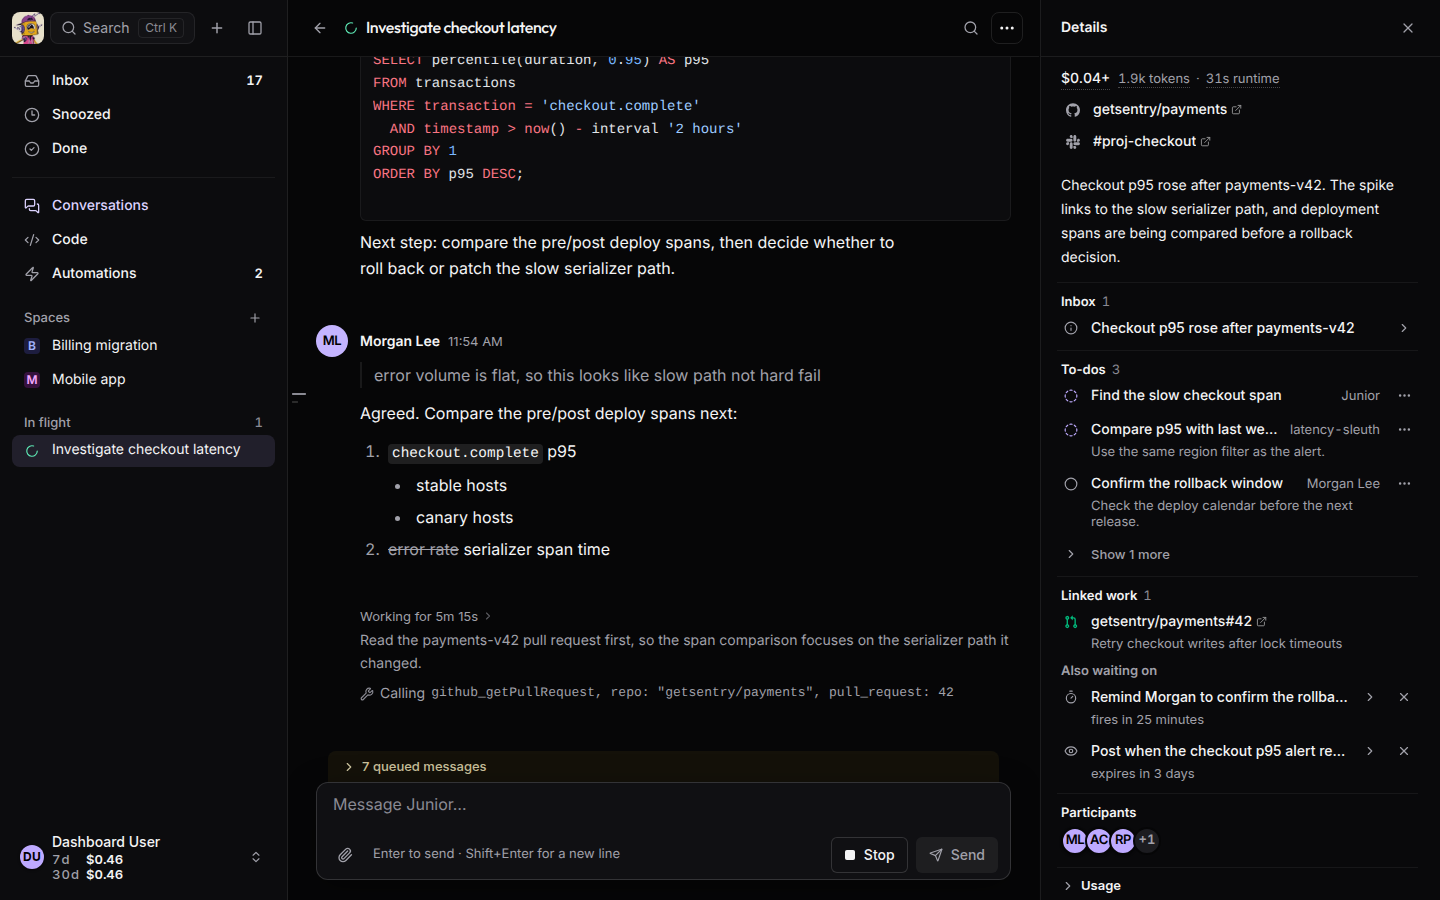 Search Ctrl K
Inbox 17
Snoozed
Done
Conversations
Code
Automations 2
Spaces
B Billing migration
M Mobile app
In flight 1
Investigate checkout latency
DU Dashboard User
7d $0.46
30d $0.46
Investigate checkout latency
SELECT percentile(duration, 0.95) AS p95
FROM transactions
WHERE transaction = 'checkout.complete'
AND timestamp > now() - interval '2 hours'
GROUP BY 1
ORDER BY p95 DESC;
Next step: compare the pre/post deploy spans, then decide whether to
roll back or patch the slow serializer path.
ML Morgan Lee 11:54 AM
error volume is flat, so this looks like slow path not hard fail
Agreed. Compare the pre/post deploy spans next:
1. checkout.complete p95
• stable hosts
• canary hosts
2. error rate serializer span time
Working for 5m 15s
Read the payments-v42 pull request first, so the span comparison focuses on the serializer path it
changed.
Calling github_getPullRequest, repo: "getsentry/payments", pull_request: 42
7 queued messages
Message Junior...
Enter to send · Shift+Enter for a new line
Stop
Send
Details
$0.04+ 1.9k tokens · 31s runtime
getsentry/payments
#proj-checkout
Checkout p95 rose after payments-v42. The spike
links to the slow serializer path, and deployment
spans are being compared before a rollback
decision.
Inbox 1
Checkout p95 rose after payments-v42
To-dos 3
Find the slow checkout span Junior
Compare p95 with last we... latency-sleuth
Use the same region filter as the alert.
Confirm the rollback window Morgan Lee
Check the deploy calendar before the next
release.
Show 1 more
Linked work 1
getsentry/payments#42
Retry checkout writes after lock timeouts
Also waiting on
Remind Morgan to confirm the rollba...
fires in 25 minutes
Post when the checkout p95 alert re...
expires in 3 days
Participants
ML AC RP +1
Usage